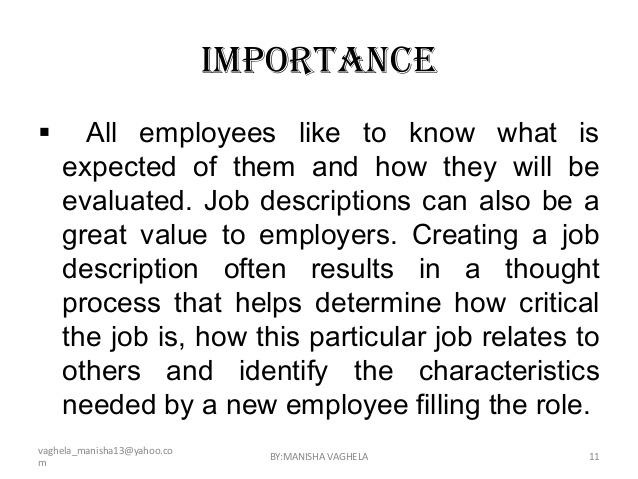 IMPORTANCE
▪ All employees like to know what is
expected of them and how they will be
evaluated. Job descriptions can also be a
great value to employers. Creating a job
description often results in a thought
process that helps determine how critical
the job is, how this particular job relates to
others and identify the characteristics
needed by a new employee filling the role.
vaghela_manisha13@yahoo.co
m
BY:MANISHA VAGHELA
11